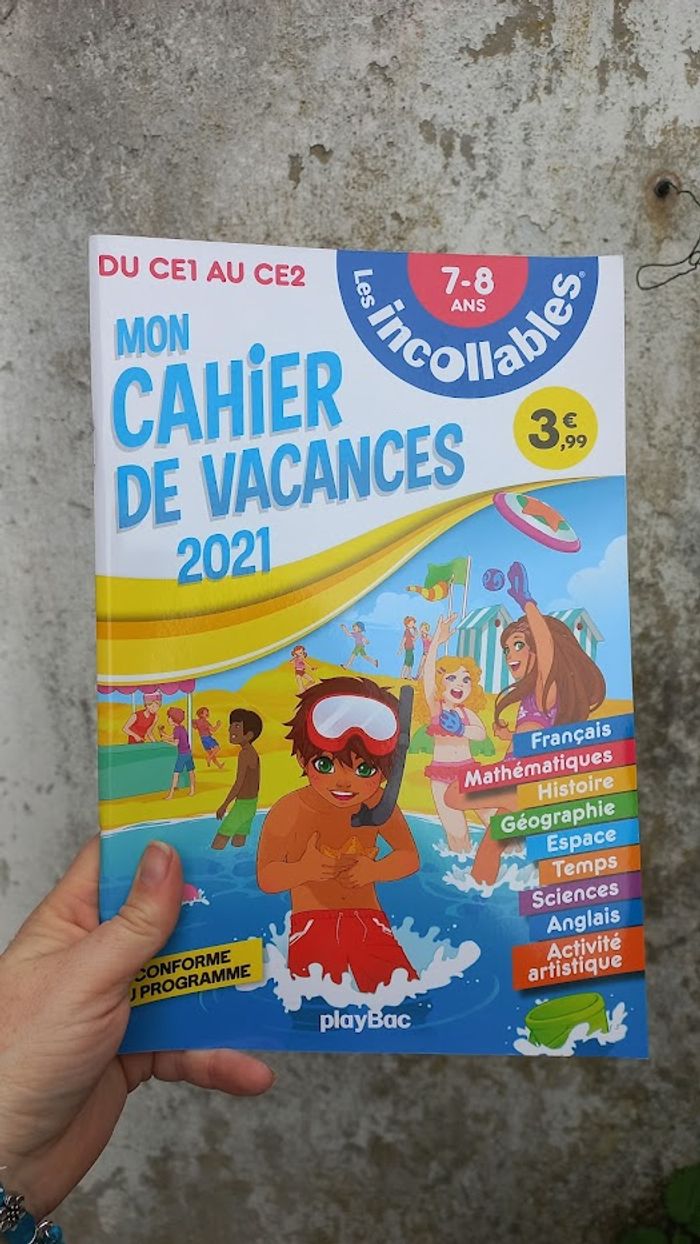 DU CE1 AU CE2
7-8
ANS
Les incollables®
MON
CAHiER
DE VACANCES
2021
3€,99
Français
Mathématiques
Histoire
Géographie
Espace
Temps
Sciences
Anglais
Activité
artistique
CONFORME
PROGRAMME
playBac